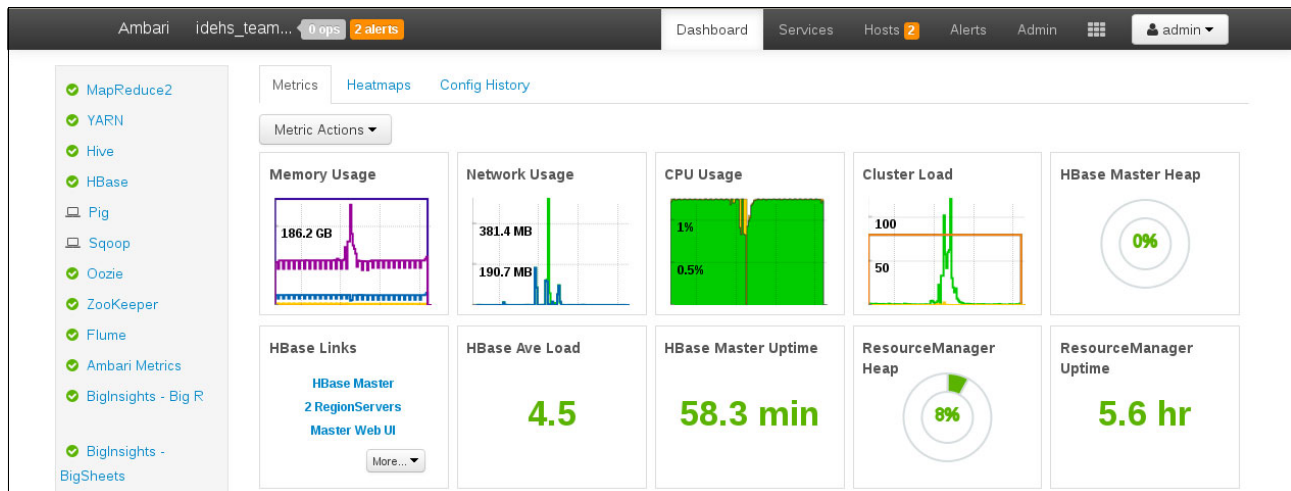 Ambari idehs_team... 0 ops 2 alerts Dashboard Services Hosts 2 Alerts Admin admin
MapReduce2
YARN
Hive
HBase
Pig
Sqoop
Oozie
ZooKeeper
Flume
Ambari Metrics
BigInsights - Big R
BigInsights -
BigSheets
Metrics Heatmaps Config History
Metric Actions
Memory Usage
186.2 GB
Network Usage
381.4 MB
190.7 MB
CPU Usage
1%
0.5%
Cluster Load
100
50
HBase Master Heap
0%
HBase Links
HBase Master
2 RegionServers
Master Web UI
More...
HBase Ave Load
4.5
HBase Master Uptime
58.3 min
ResourceManager
Heap
8%
ResourceManager
Uptime
5.6 hr